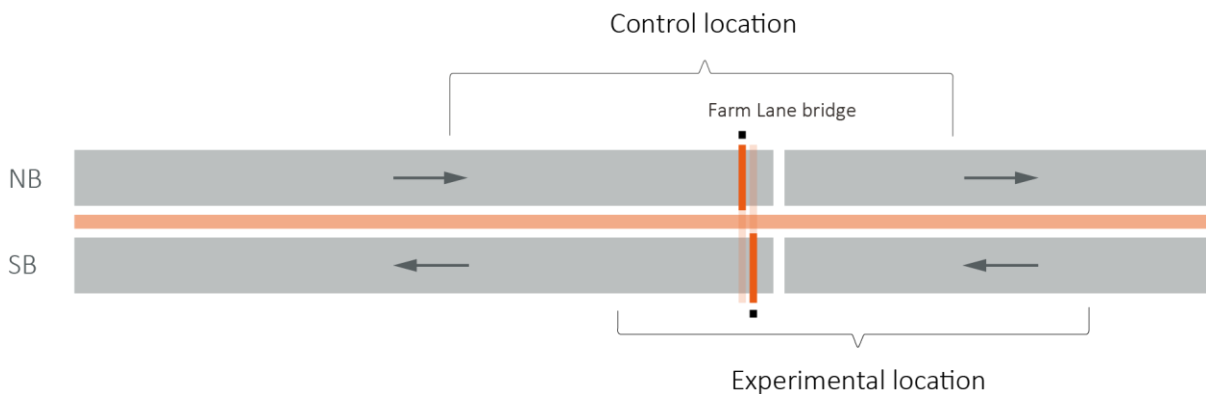 Control location
Farm Lane bridge
NB
SB
Experimental location